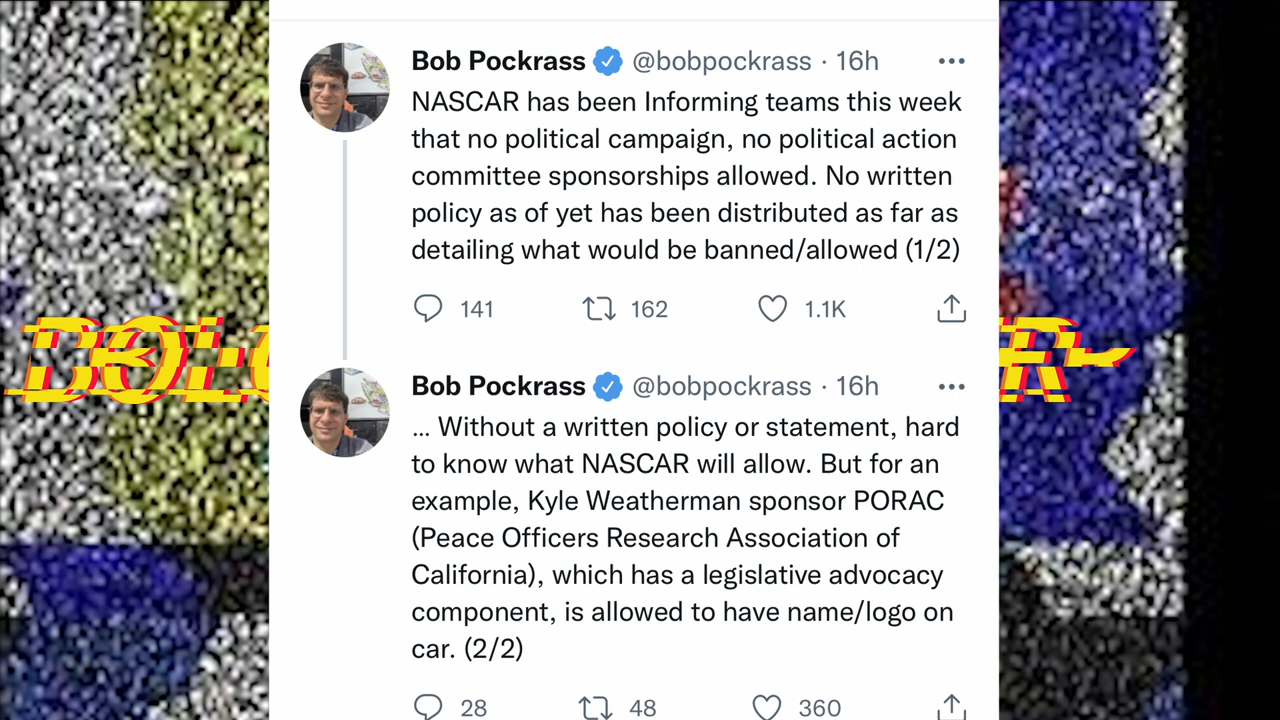 Bob Pockrass @bobpockrass · 16h
NASCAR has been Informing teams this week
that no political campaign, no political action
committee sponsorships allowed. No written
policy as of yet has been distributed as far as
detailing what would be banned/allowed (1/2)
141 162 1.1K
Bob Pockrass @bobpockrass · 16h
... Without a written policy or statement, hard
to know what NASCAR will allow. But for an
example, Kyle Weatherman sponsor PORAC
(Peace Officers Research Association of
California), which has a legislative advocacy
component, is allowed to have name/logo on
car. (2/2)
28 48 360